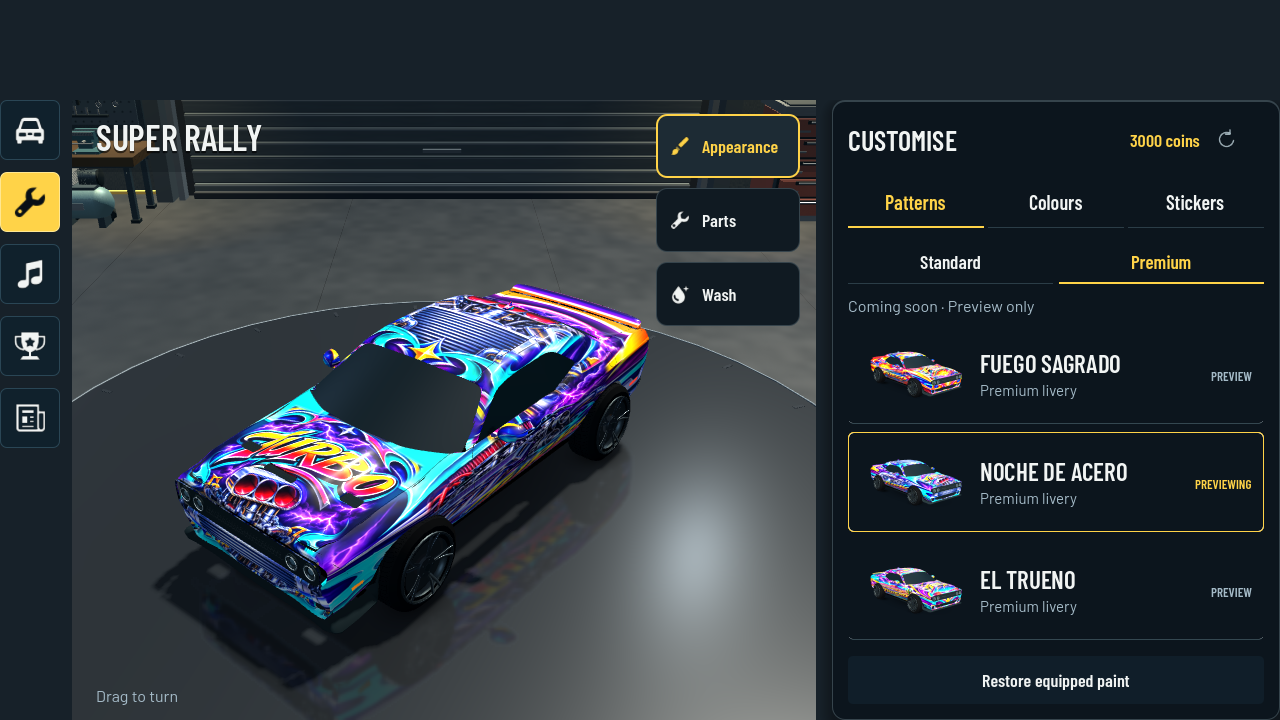 SUPER RALLY
Appearance
Parts
Wash
TURBO
Drag to turn
CUSTOMISE
3000 coins
Patterns
Colours
Stickers
Standard
Premium
Coming soon · Preview only
FUEGO SAGRADO
Premium livery
PREVIEW
NOCHE DE ACERO
Premium livery
PREVIEWING
EL TRUENO
Premium livery
PREVIEW
Restore equipped paint